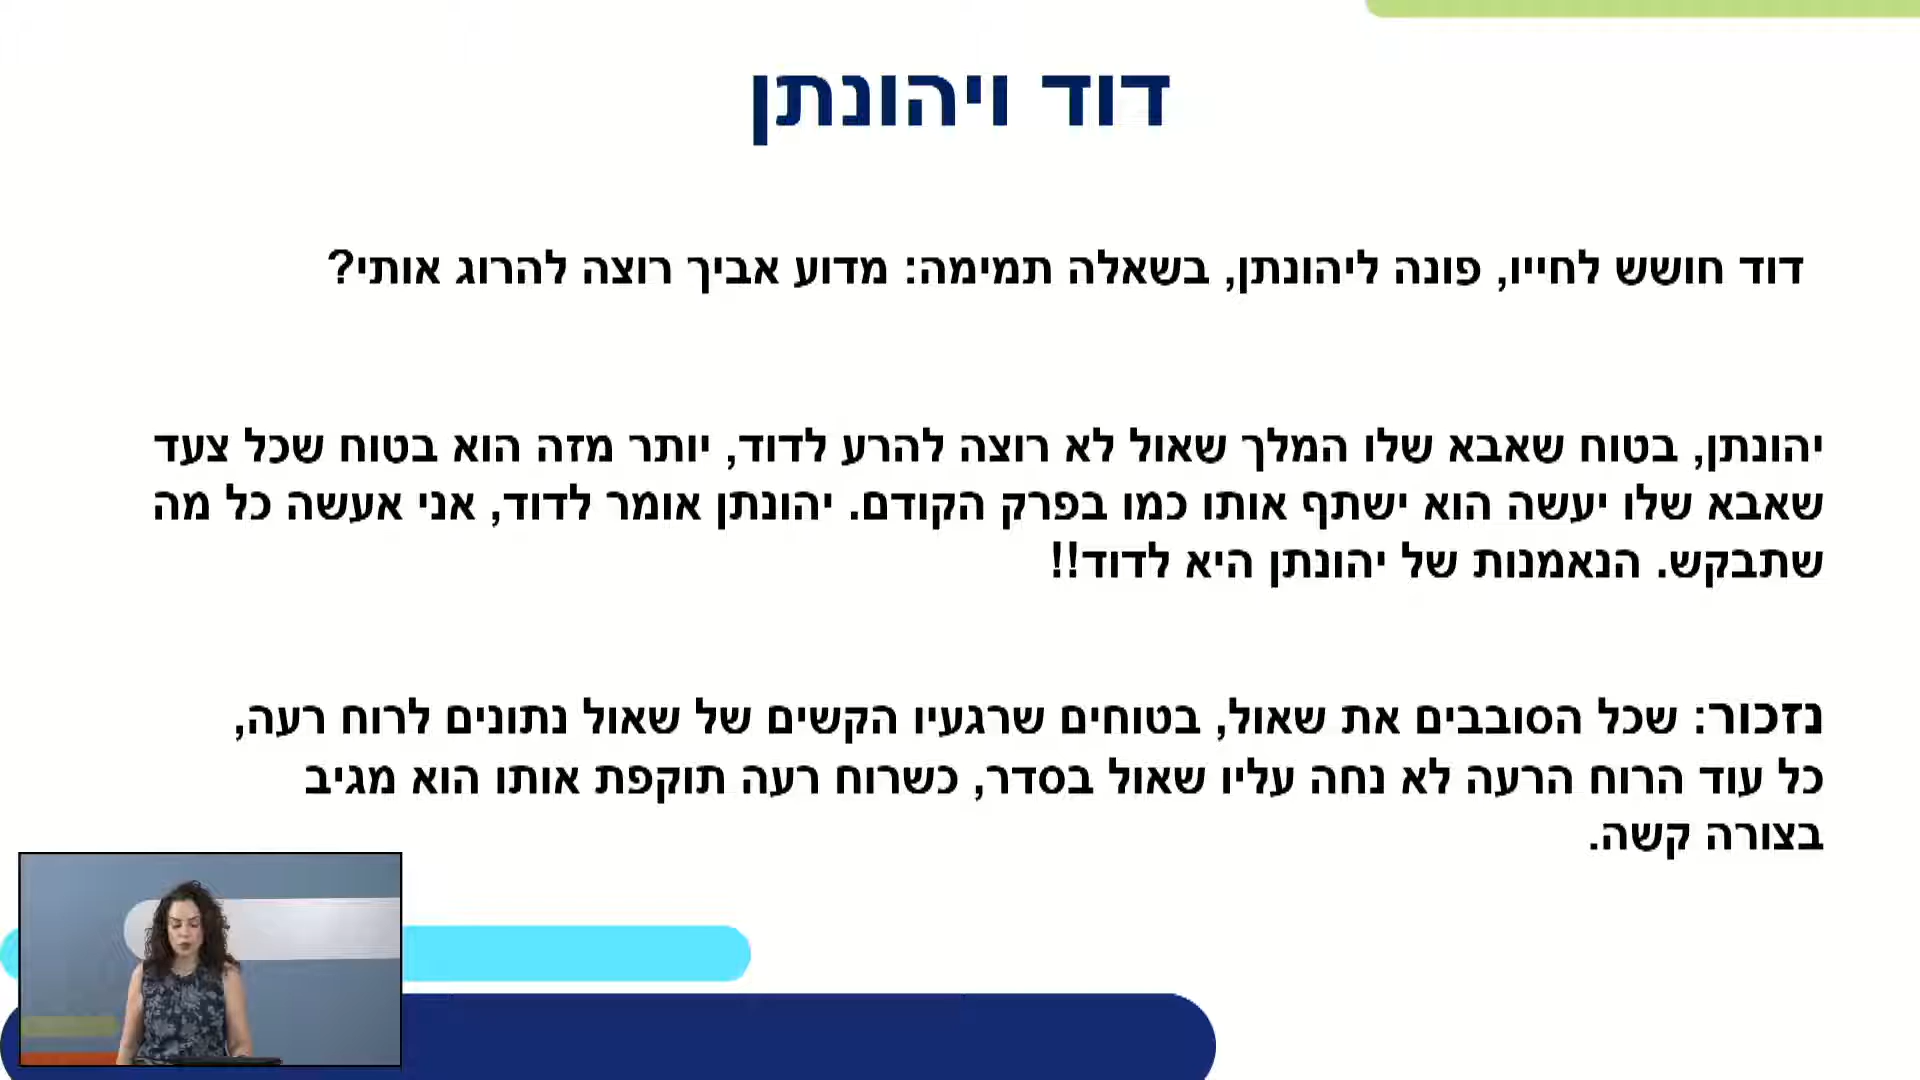 דוד ויהונתן
דוד חושש לחייו, פונה ליהונתן, בשאלה תמימה: מדוע אביך רוצה להרוג אותי?
יהונתן, בטוח שאבא שלו המלך שאול לא רוצה להרע לדוד, יותר מזה הוא בטוח שכל צעד
שאבא שלו יעשה הוא ישתף אותו כמו בפרק הקודם. יהונתן אומר לדוד, אני אעשה כל מה
שתבקש. הנאמנות של יהונתן היא לדוד!!
נזכור: שכל הסובבים את שאול, בטוחים שרגעיו הקשים של שאול נתונים לרוח רעה,
כל עוד הרוח הרעה לא נחה עליו שאול בסדר, כשרוח רעה תוקפת אותו הוא מגיב
בצורה קשה.